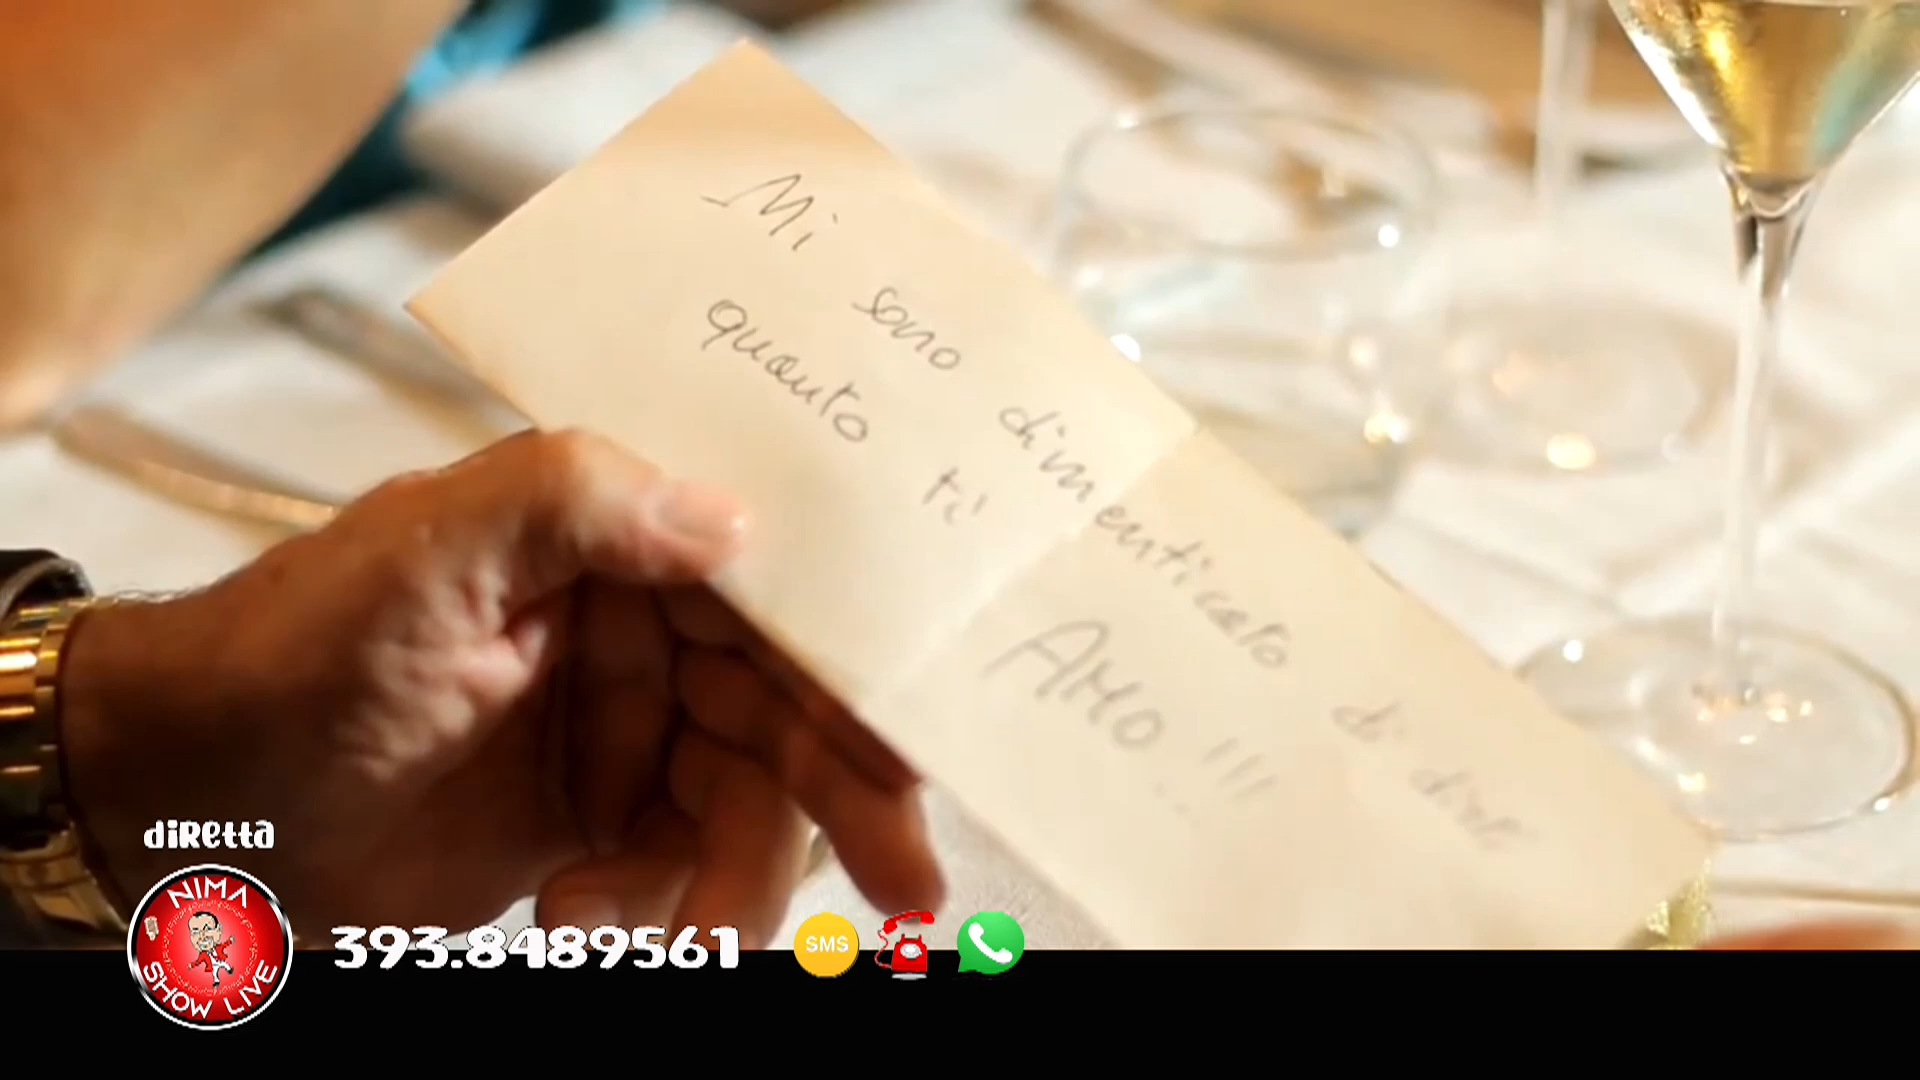 Mi sono dimenticato di dire
quanto ti AMO...!!!
diretta
NIMA
SHOW LIVE
393.8489561
SMS